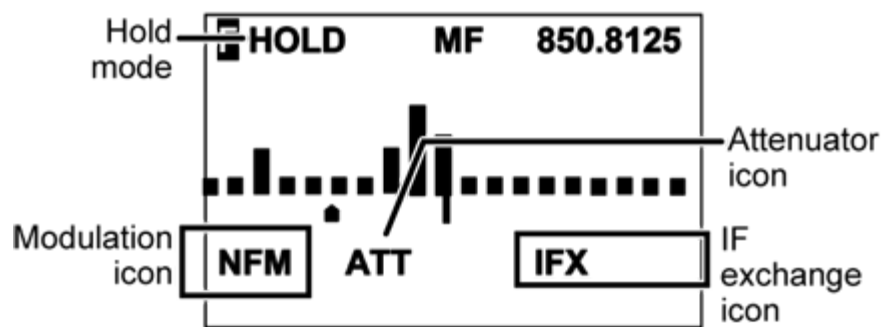 Hold
mode
F HOLD MF 850.8125
Attenuator
icon
Modulation
icon
NFM ATT IFX
IF
exchange
icon